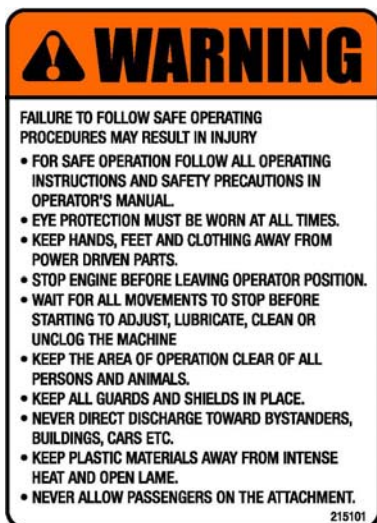 WARNING
FAILURE TO FOLLOW SAFE OPERATING
PROCEDURES MAY RESULT IN INJURY
• FOR SAFE OPERATION FOLLOW ALL OPERATING
INSTRUCTIONS AND SAFETY PRECAUTIONS IN
OPERATOR'S MANUAL.
• EYE PROTECTION MUST BE WORN AT ALL TIMES.
• KEEP HANDS, FEET AND CLOTHING AWAY FROM
POWER DRIVEN PARTS.
• STOP ENGINE BEFORE LEAVING OPERATOR POSITION.
• WAIT FOR ALL MOVEMENTS TO STOP BEFORE
STARTING TO ADJUST, LUBRICATE, CLEAN OR
UNCLOG THE MACHINE
• KEEP THE AREA OF OPERATION CLEAR OF ALL
PERSONS AND ANIMALS.
• KEEP ALL GUARDS AND SHIELDS IN PLACE.
• NEVER DIRECT DISCHARGE TOWARD BYSTANDERS,
BUILDINGS, CARS ETC.
• KEEP PLASTIC MATERIALS AWAY FROM INTENSE
HEAT AND OPEN LAME.
• NEVER ALLOW PASSENGERS ON THE ATTACHMENT.
215101